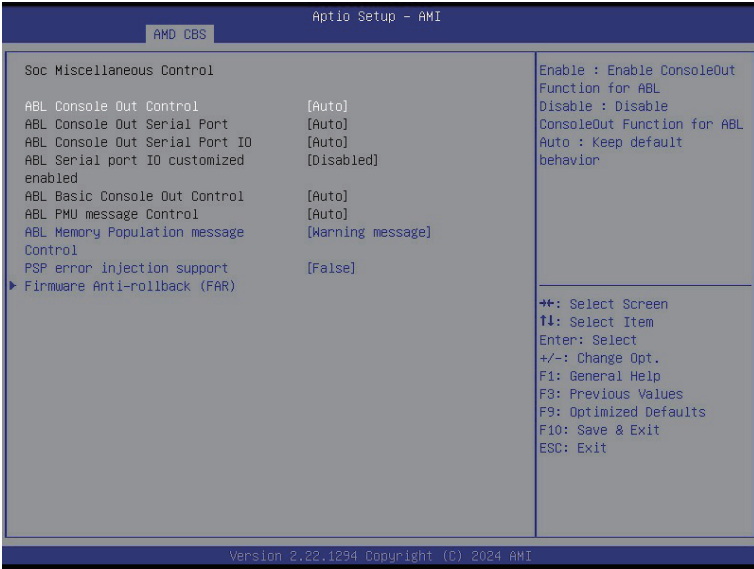 Aptio Setup – AMI
AMD CBS
Soc Miscellaneous Control
ABL Console Out Control [Auto]
ABL Console Out Serial Port [Auto]
ABL Console Out Serial Port IO [Auto]
ABL Serial port IO customized [Disabled]
enabled
ABL Basic Console Out Control [Auto]
ABL PMU message Control [Auto]
ABL Memory Population message [Warning message]
Control
PSP error injection support [False]
Firmware Anti-rollback (FAR)
Enable : Enable ConsoleOut
Function for ABL
Disable : Disable
ConsoleOut Function for ABL
Auto : Keep default
behavior
→←: Select Screen
↑↓: Select Item
Enter: Select
+/-: Change Opt.
F1: General Help
F3: Previous Values
F9: Optimized Defaults
F10: Save & Exit
ESC: Exit
Version 2.22.1294 Copyright (C) 2024 AMI